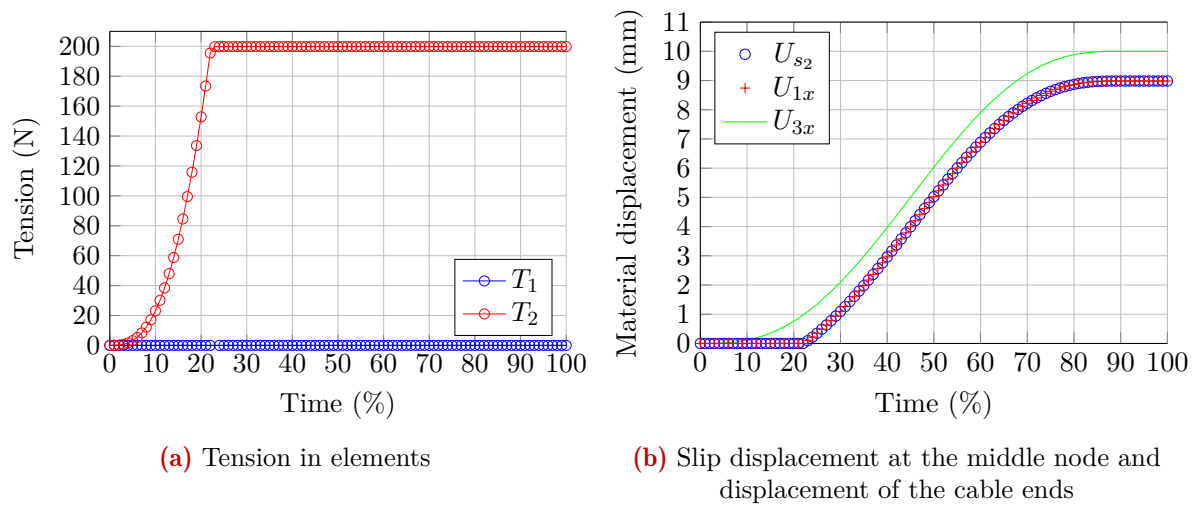 Tension (N)
200
180
160
140
120
100
80
60
40
20
0
0 10 20 30 40 50 60 70 80 90 100
Time (%)
T1
T2
(a) Tension in elements
Material displacement (mm)
11
10
9
8
7
6
5
4
3
2
1
0
0 10 20 30 40 50 60 70 80 90 100
Time (%)
Us2
U1x
U3x
(b) Slip displacement at the middle node and
displacement of the cable ends